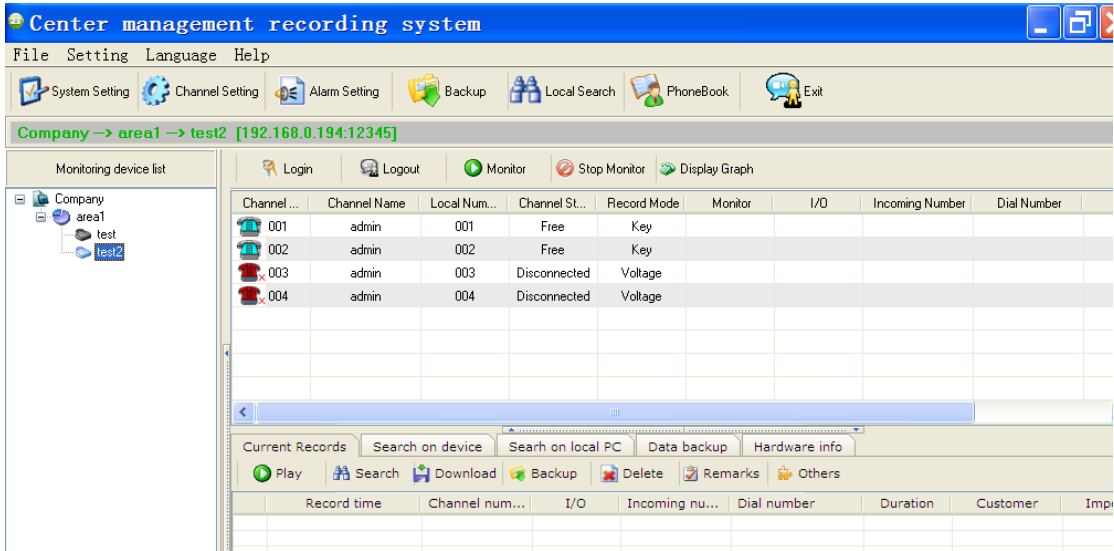 Center management recording system
File Setting Language Help
System Setting Channel Setting Alarm Setting Backup Local Search PhoneBook Exit
Company —> area1 —> test2 [192.168.0.194:12345]
Monitoring device list Login Logout Monitor Stop Monitor Display Graph
Company
area1
test
test2
Channel ... Channel Name Local Num... Channel St... Record Mode Monitor I/O Incoming Number Dial Number
001 admin 001 Free Key
002 admin 002 Free Key
003 admin 003 Disconnected Voltage
004 admin 004 Disconnected Voltage
Current Records Search on device Searh on local PC Data backup Hardware info
Play Search Download Backup Delete Remarks Others
Record time Channel num... I/O Incoming nu... Dial number Duration Customer Impo